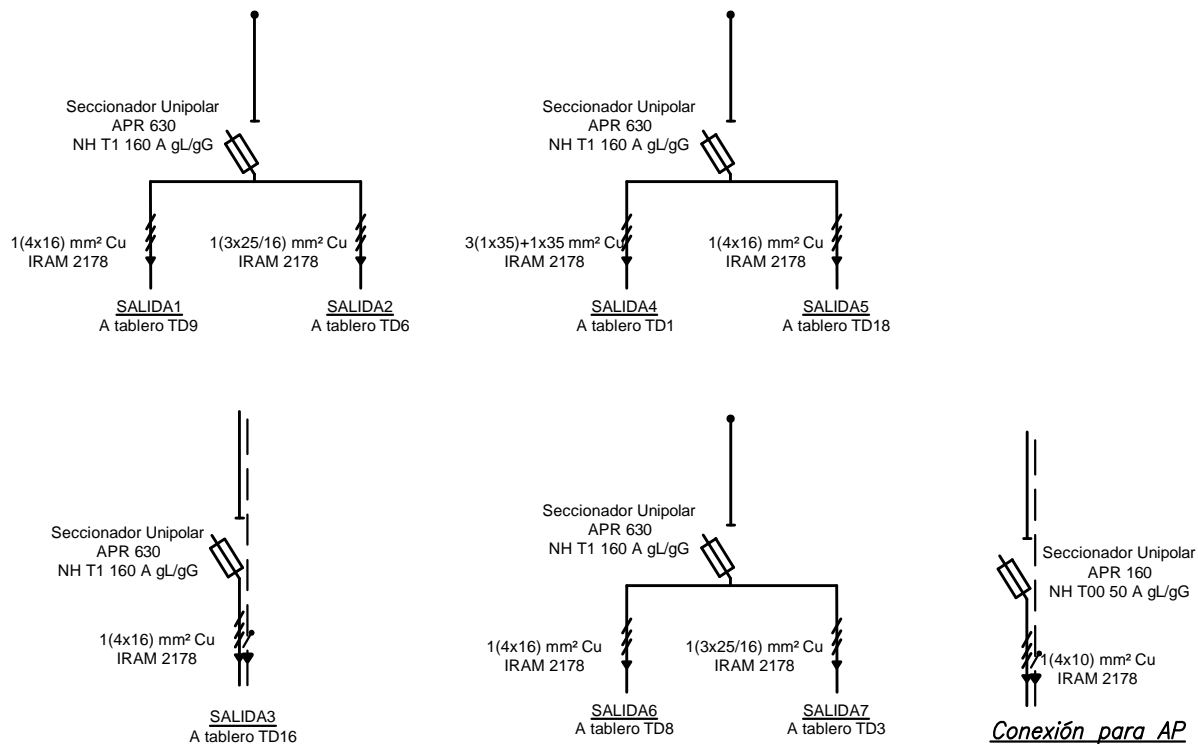 Seccionador Unipolar
APR 630
NH T1 160 A gL/gG
1(4x16) mm² Cu
IRAM 2178
1(3x25/16) mm² Cu
IRAM 2178
SALIDA1
A tablero TD9
SALIDA2
A tablero TD6
Seccionador Unipolar
APR 630
NH T1 160 A gL/gG
3(1x35)+1x35 mm² Cu
IRAM 2178
1(4x16) mm² Cu
IRAM 2178
SALIDA4
A tablero TD1
SALIDA5
A tablero TD18
Seccionador Unipolar
APR 630
NH T1 160 A gL/gG
1(4x16) mm² Cu
IRAM 2178
SALIDA3
A tablero TD16
Seccionador Unipolar
APR 630
NH T1 160 A gL/gG
1(4x16) mm² Cu
IRAM 2178
1(3x25/16) mm² Cu
IRAM 2178
SALIDA6
A tablero TD8
SALIDA7
A tablero TD3
Seccionador Unipolar
APR 160
NH T00 50 A gL/gG
1(4x10) mm² Cu
IRAM 2178
Conexión para AP